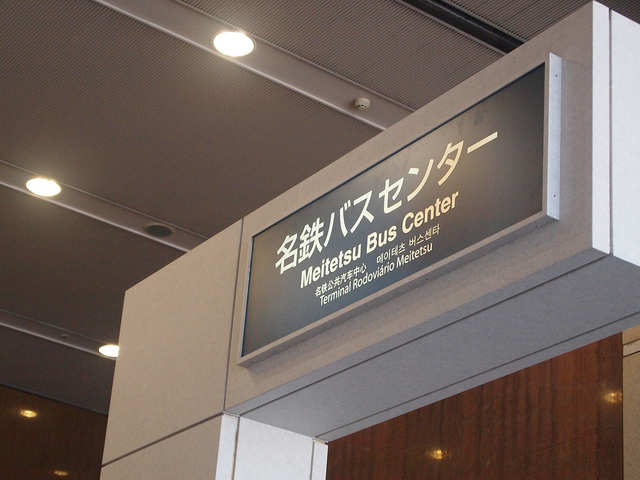 名鉄バスセンター
Meitetsu Bus Center
名铁公共汽车中心 메이테츠 버스센타
Terminal Rodoviário Meitetsu